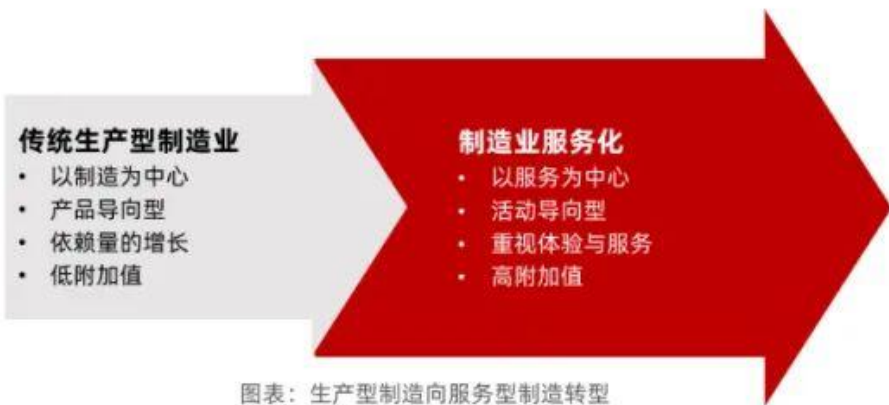 传统生产型制造业
• 以制造为中心
• 产品导向型
• 依赖量的增长
• 低附加值
制造业服务化
• 以服务为中心
• 活动导向型
• 重视体验与服务
• 高附加值
图表：生产型制造向服务型制造转型